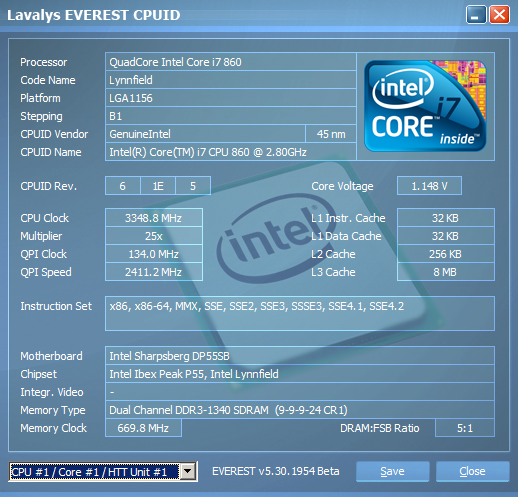 Lavalys EVEREST CPUID
Processor QuadCore Intel Core i7 860
Code Name Lynnfield
Platform LGA1156
Stepping B1
CPUID Vendor GenuineIntel 45 nm
CPUID Name Intel(R) Core(TM) i7 CPU 860 @ 2.80GHz
intel
CORE i7
inside™
CPUID Rev. 6 1E 5 Core Voltage 1.148 V
CPU Clock 3348.8 MHz L1 Instr. Cache 32 KB
Multiplier 25x L1 Data Cache 32 KB
QPI Clock 134.0 MHz L2 Cache 256 KB
QPI Speed 2411.2 MHz L3 Cache 8 MB
intel
Instruction Set x86, x86-64, MMX, SSE, SSE2, SSE3, SSSE3, SSE4.1, SSE4.2
Motherboard Intel Sharpsberg DP55SB
Chipset Intel Ibex Peak P55, Intel Lynnfield
Integr. Video -
Memory Type Dual Channel DDR3-1340 SDRAM (9-9-9-24 CR1)
Memory Clock 669.8 MHz DRAM:FSB Ratio 5:1
CPU #1 / Core #1 / HTT Unit #1 EVEREST v5.30.1954 Beta Save Close